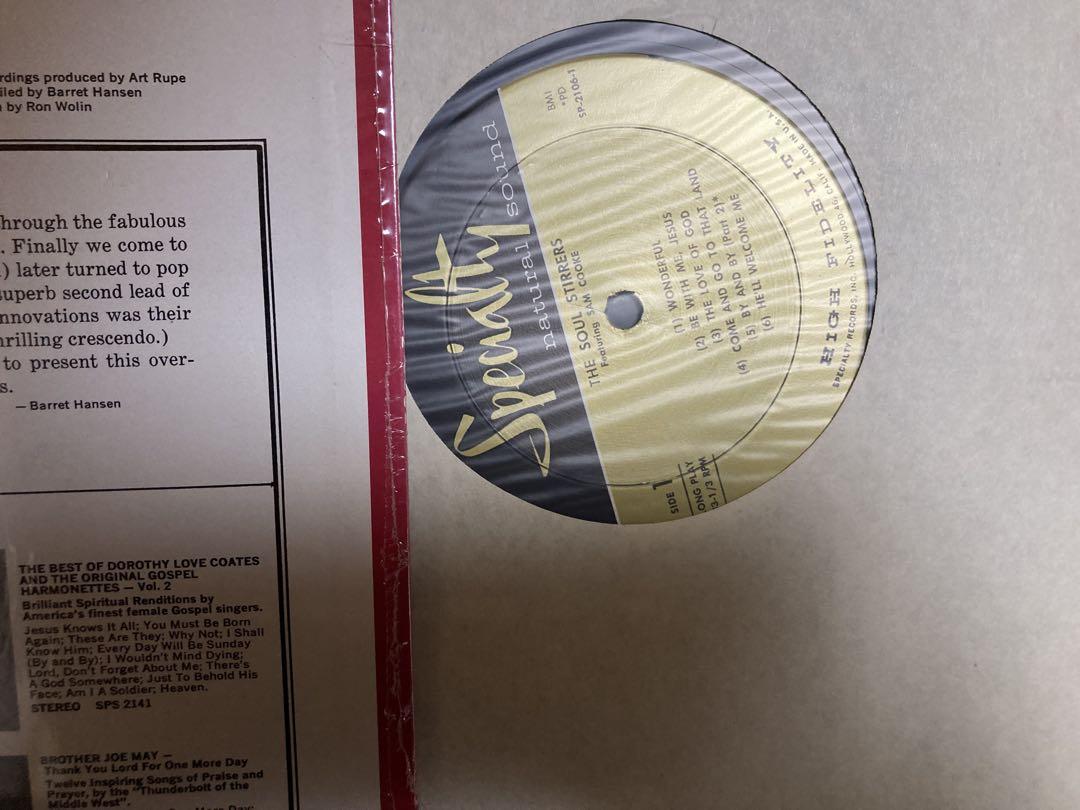 rdings produced by Art Rupe
iled by Barret Hansen
by Ron Wolin
hrough the fabulous
. Finally we come to
.) later turned to pop
superb second lead of
nnovations was their
hrilling crescendo.)
to present this over-
s.
— Barret Hansen
THE BEST OF DOROTHY LOVE COATES
AND THE ORIGINAL GOSPEL
HARMONETTES — Vol. 2
Brilliant Spiritual Renditions by
America's finest female Gospel singers.
Jesus Knows It All; You Must Be Born
Again; These Are They; Why Not; I Shall
Know Him; Every Day Will Be Sunday
(By and By); I Wouldn't Mind Dying;
Lord, Don't Forget About Me; There's
A God Somewhere; Just To Behold His
Face; Am I A Soldier; Heaven.
STEREO SPS 2141
BROTHER JOE MAY —
Thank You Lord For One More Day
Twelve Inspiring Songs of Praise and
Prayer, by the "Thunderbolt of the
Middle West".
More Day;
Specialty
natural sound
BMI
*PD
SP-2106-1
THE SOUL STIRRERS
Featuring SAM COOKE
(1) WONDERFUL
(2) BE WITH ME, JESUS
(3) THE LOVE OF GOD
(4) COME AND GO TO THAT LAND
(5) BY AND BY (Part 2)*
(6) HE'LL WELCOME ME
SIDE 1
LONG PLAY
33-1/3 RPM
HIGH FIDELITY
SPECIALTY RECORDS, INC. HOLLYWOOD 46, CALIF. MADE IN U.S.A.